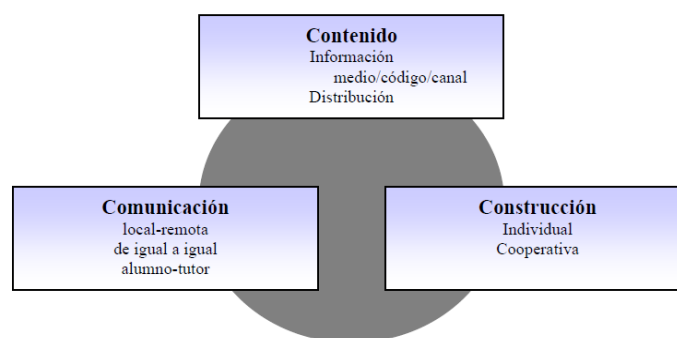 Contenido
Información
medio/código/canal
Distribución
Comunicación
local-remota
de igual a igual
alumno-tutor
Construcción
Individual
Cooperativa